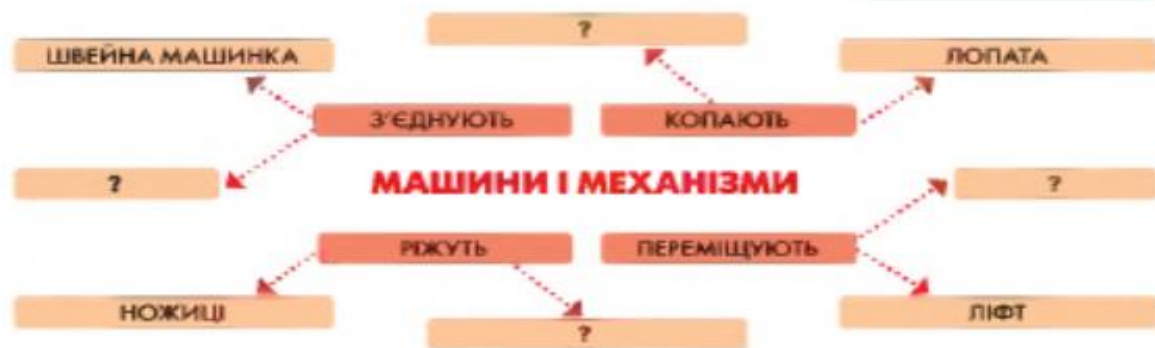 ?
ШВЕЙНА МАШИНКА
ЛОПАТА
З’ЄДНУЮТЬ
КОПАЮТЬ
?
МАШИНИ І МЕХАНІЗМИ
?
РІЖУТЬ
ПЕРЕМІЩУЮТЬ
НОЖИЦІ
?
ЛІФТ